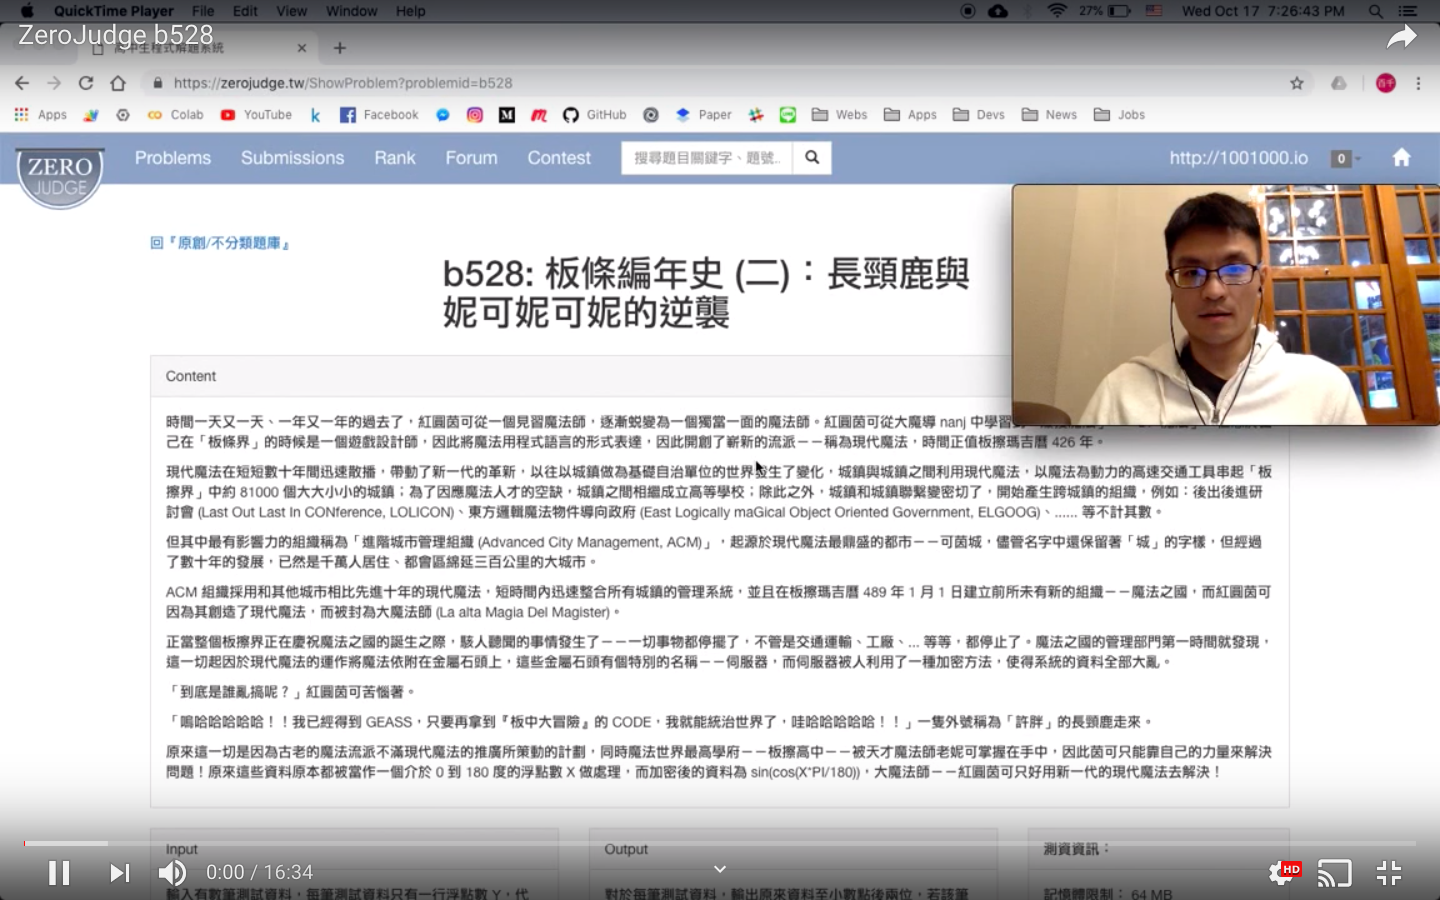 QuickTime Player File Edit View Window Help 27% Wed Oct 17 7:26:43 PM
ZeroJudge b528
https://zerojudge.tw/ShowProblem?problemid=b528
Apps Colab YouTube Facebook GitHub Paper Webs Apps Devs News Jobs
ZERO JUDGE
Problems Submissions Rank Forum Contest 搜尋題目關鍵字、題號.. http://1001000.io 0
回『原創/不分類題庫』
b528: 板條編年史 (二)：長頸鹿與
妮可妮可妮的逆襲
Content
時間一天又一天、一年又一年的過去了，紅圓茵可從一個見習魔法師，逐漸蛻變為一個獨當一面的魔法師。紅圓茵可從大魔導 nanj 中學習
己在「板條界」的時候是一個遊戲設計師，因此將魔法用程式語言的形式表達，因此開創了嶄新的流派－－稱為現代魔法，時間正值板擦瑪吉曆 426 年。
現代魔法在短短數十年間迅速散播，帶動了新一代的革新，以往以城鎮做為基礎自治單位的世界發生了變化，城鎮與城鎮之間利用現代魔法，以魔法為動力的高速交通工具串起「板
擦界」中約 81000 個大大小小的城鎮；為了因應魔法人才的空缺，城鎮之間相繼成立高等學校；除此之外，城鎮和城鎮聯繫變密切了，開始產生跨城鎮的組織，例如：後出後進研
討會 (Last Out Last In CONference, LOLICON)、東方邏輯魔法物件導向政府 (East Logically maGical Object Oriented Government, ELGOOG)、...... 等不計其數。
但其中最有影響力的組織稱為「進階城市管理組織 (Advanced City Management, ACM)」，起源於現代魔法最鼎盛的都市－－可茵城，儘管名字中還保留著「城」的字樣，但經過
了數十年的發展，已然是千萬人居住、都會區綿延三百公里的大城市。
ACM 組織採用和其他城市相比先進十年的現代魔法，短時間內迅速整合所有城鎮的管理系統，並且在板擦瑪吉曆 489 年 1 月 1 日建立前所未有新的組織－－魔法之國，而紅圓茵可
因為其創造了現代魔法，而被封為大魔法師 (La alta Magia Del Magister)。
正當整個板擦界正在慶祝魔法之國的誕生之際，駭人聽聞的事情發生了－－一切事物都停擺了，不管是交通運輸、工廠、... 等等，都停止了。魔法之國的管理部門第一時間就發現，
這一切起因於現代魔法的運作將魔法依附在金屬石頭上，這些金屬石頭有個特別的名稱－－伺服器，而伺服器被人利用了一種加密方法，使得系統的資料全部大亂。
「到底是誰亂搞呢？」紅圓茵可苦惱著。
「嗚哈哈哈哈哈！！我已經得到 GEASS，只要再拿到『板中大冒險』的 CODE，我就能統治世界了，哇哈哈哈哈哈！！」一隻外號稱為「許胖」的長頸鹿走來。
原來這一切是因為古老的魔法流派不滿現代魔法的推廣所策動的計劃，同時魔法世界最高學府－－板擦高中－－被天才魔法師老妮可掌握在手中，因此茵可只能靠自己的力量來解決
問題！原來這些資料原本都被當作一個介於 0 到 180 度的浮點數 X 做處理，而加密後的資料為 sin(cos(X*PI/180))，大魔法師－－紅圓茵可只好用新一代的現代魔法去解決！
Input Output 測資資訊：
0:00 / 16:34 HD
輸入有數筆測試資料，每筆測試資料只有一行浮點數 Y，代 對於每筆測試資料，輸出原來資料至小數點後兩位，若該筆 記憶體限制： 64 MB